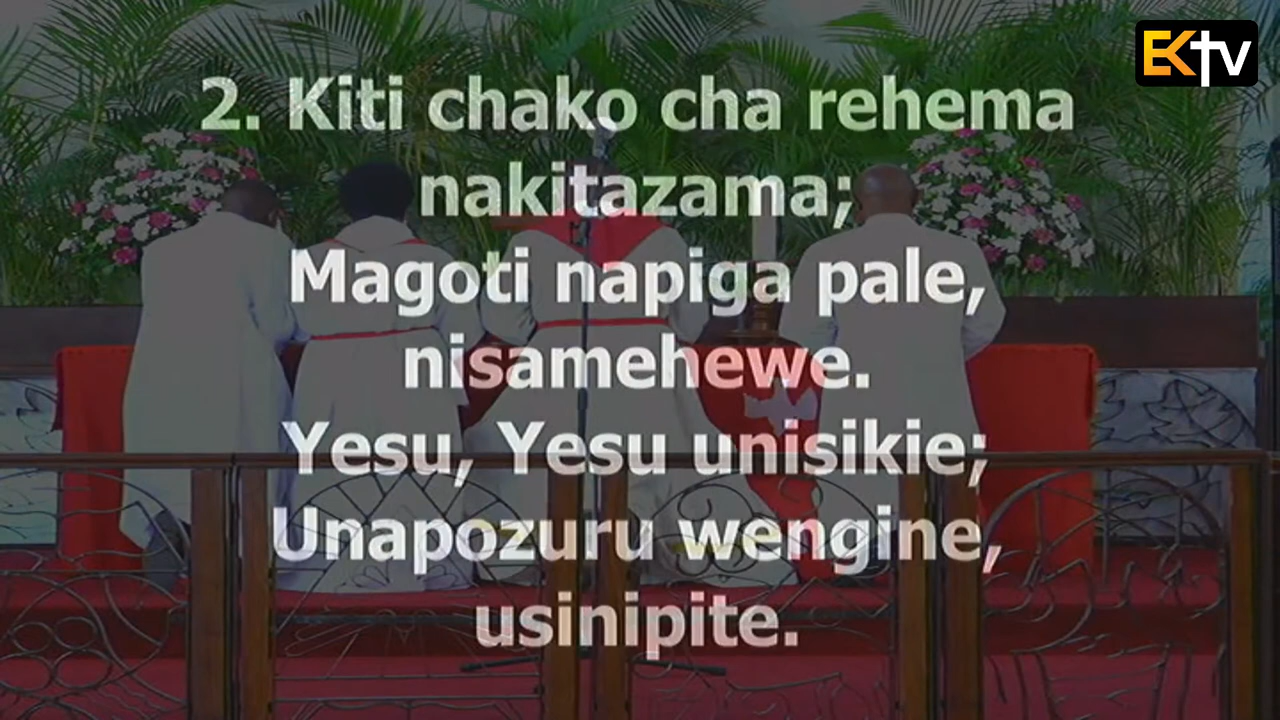 EKtv
2. Kiti chako cha rehema
nakitazama;
Magoti napiga pale,
nisamehewe.
Yesu, Yesu unisikie;
Unapozuru wengine,
usinipite.